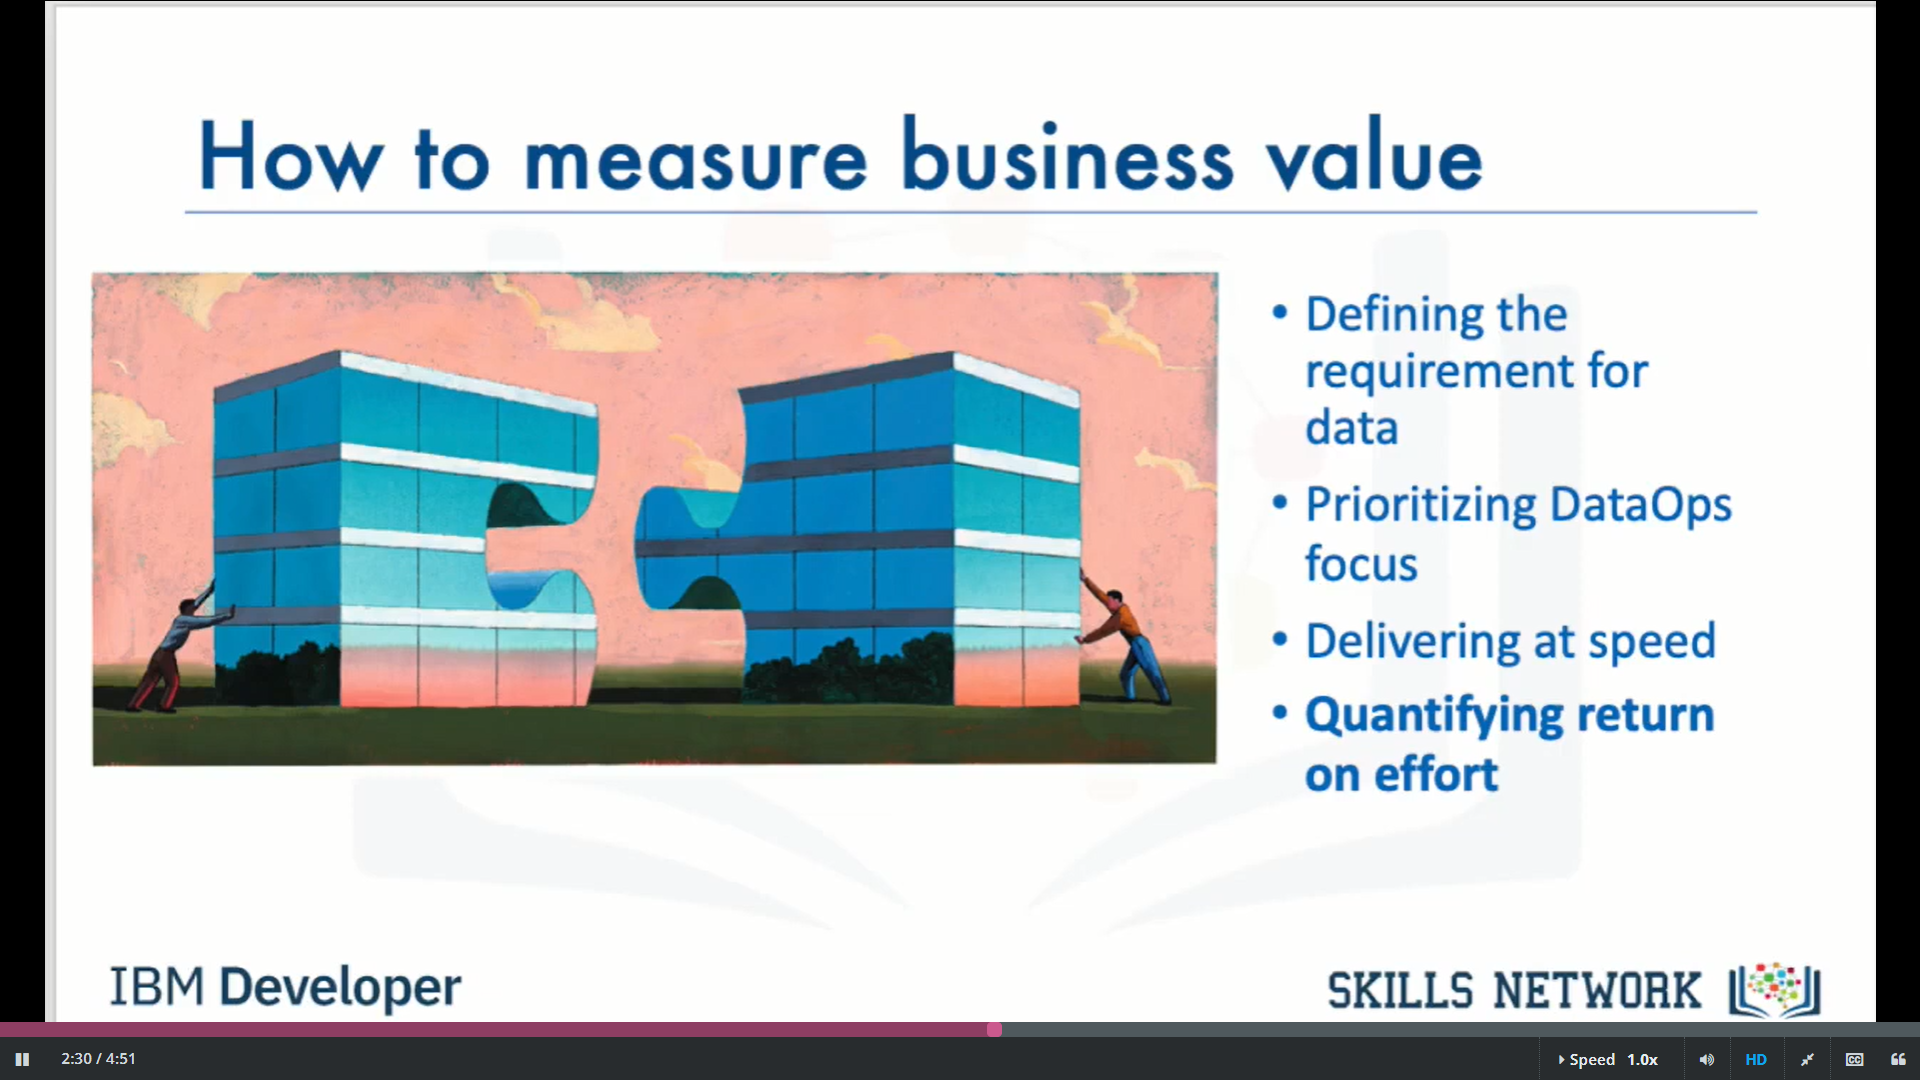 How to measure business value
• Defining the
requirement for
data
• Prioritizing DataOps
focus
• Delivering at speed
• Quantifying return
on effort
IBM Developer
SKILLS NETWORK
2:30 / 4:51
Speed 1.0x
HD
CC